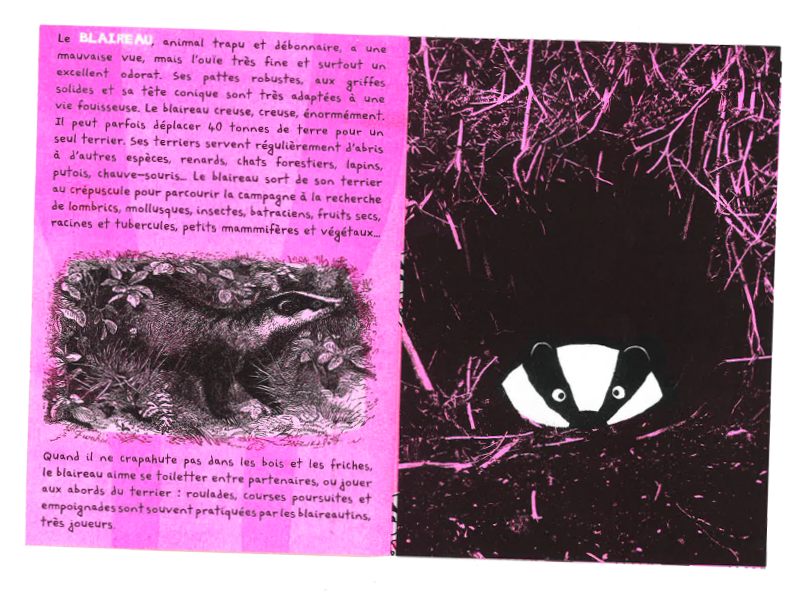 Le BLAIREAU, animal trapu et débonnaire, a une
mauvaise vue, mais l'ouïe très fine et surtout un
excellent odorat. Ses pattes robustes, aux griffes
solides et sa tête conique sont très adaptées à une
vie fouisseuse. Le blaireau creuse, creuse, énormément.
Il peut parfois déplacer 40 tonnes de terre pour un
seul terrier. Ses terriers servent régulièrement d'abris
à d'autres espèces, renards, chats forestiers, lapins,
putois, chauve-souris... Le blaireau sort de son terrier
au crépuscule pour parcourir la campagne à la recherche
de lombrics, mollusques, insectes, batraciens, fruits secs,
racines et tubercules, petits mammmifères et végétaux...
Quand il ne crapahute pas dans les bois et les friches,
le blaireau aime se toiletter entre partenaires, ou jouer
aux abords du terrier : roulades, courses poursuites et
empoignades sont souvent pratiquées par les blaireautins,
très joueurs.